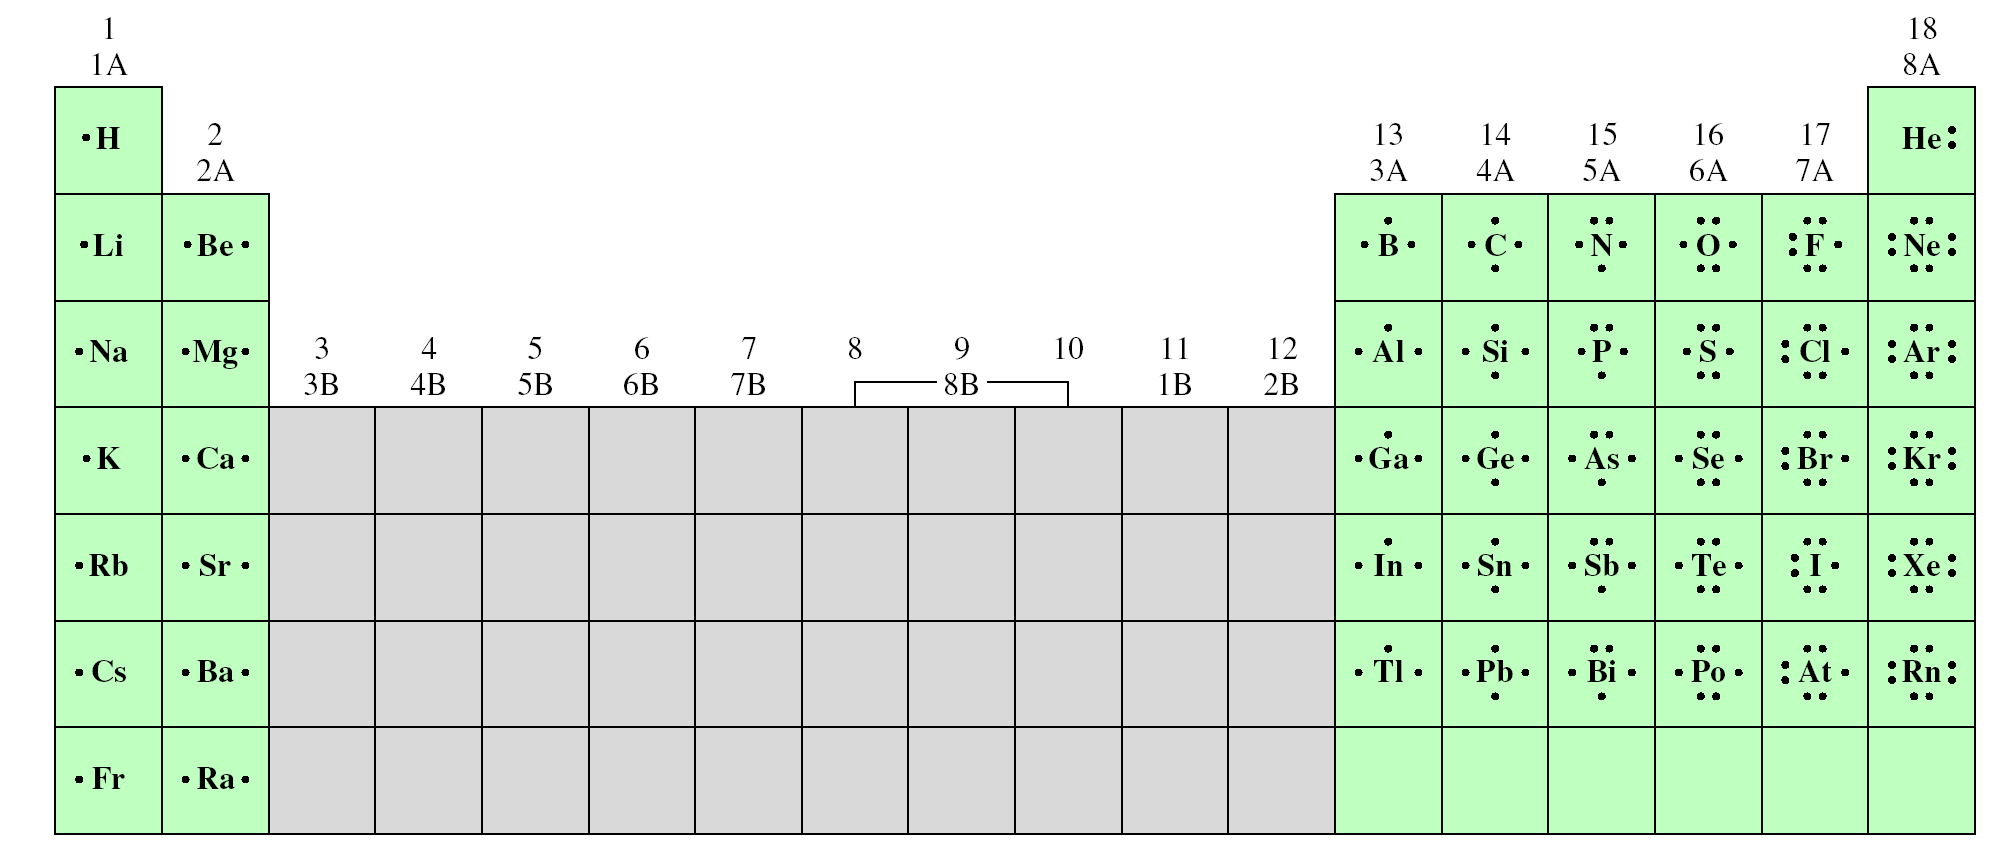 1 18
1A 8A
H 2 13 14 15 16 17 He
2A 3A 4A 5A 6A 7A
Li Be B C N O F Ne
Na Mg 3 4 5 6 7 8 9 10 11 12 Al Si P S Cl Ar
3B 4B 5B 6B 7B 8B 1B 2B
K Ca Ga Ge As Se Br Kr
Rb Sr In Sn Sb Te I Xe
Cs Ba Tl Pb Bi Po At Rn
Fr Ra